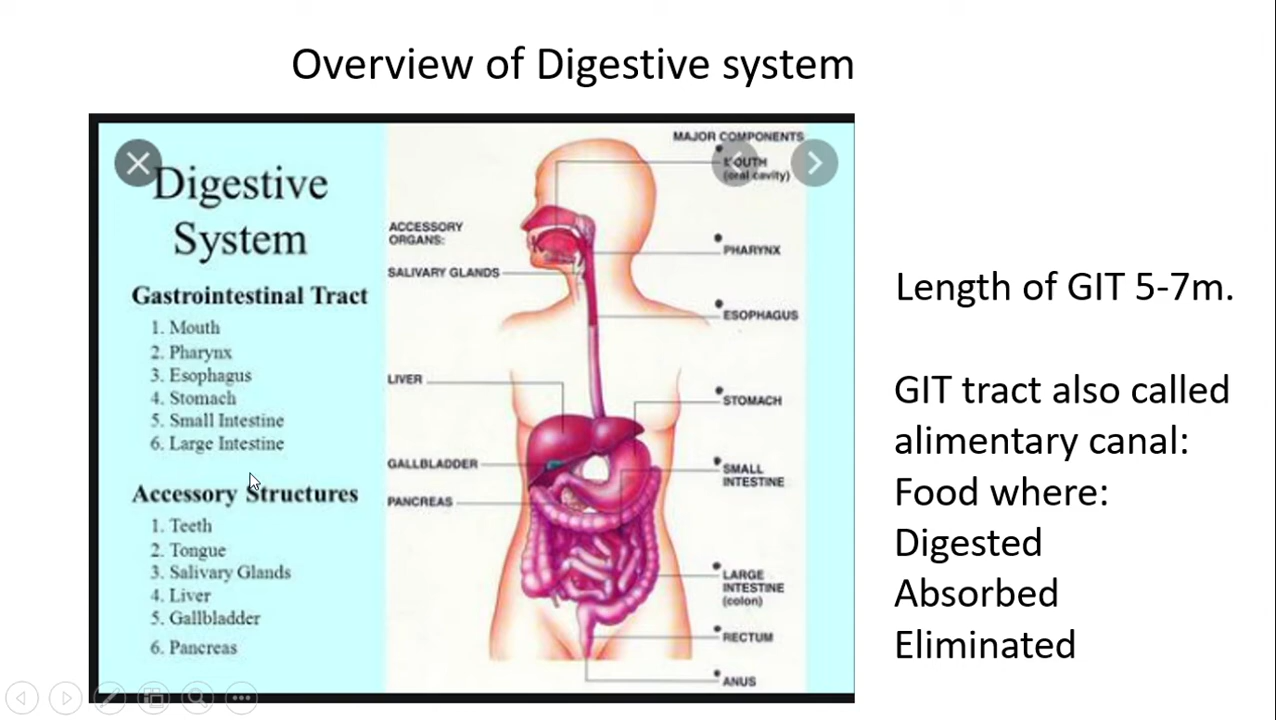 Overview of Digestive system
Digestive
System
Gastrointestinal Tract
1. Mouth
2. Pharynx
3. Esophagus
4. Stomach
5. Small Intestine
6. Large Intestine
Accessory Structures
1. Teeth
2. Tongue
3. Salivary Glands
4. Liver
5. Gallbladder
6. Pancreas
ACCESSORY
ORGANS:
SALIVARY GLANDS
LIVER
GALLBLADDER
PANCREAS
MAJOR COMPONENTS
MOUTH
(oral cavity)
PHARYNX
ESOPHAGUS
STOMACH
SMALL
INTESTINE
LARGE
INTESTINE
(colon)
RECTUM
ANUS
Length of GIT 5-7m.
GIT tract also called
alimentary canal:
Food where:
Digested
Absorbed
Eliminated